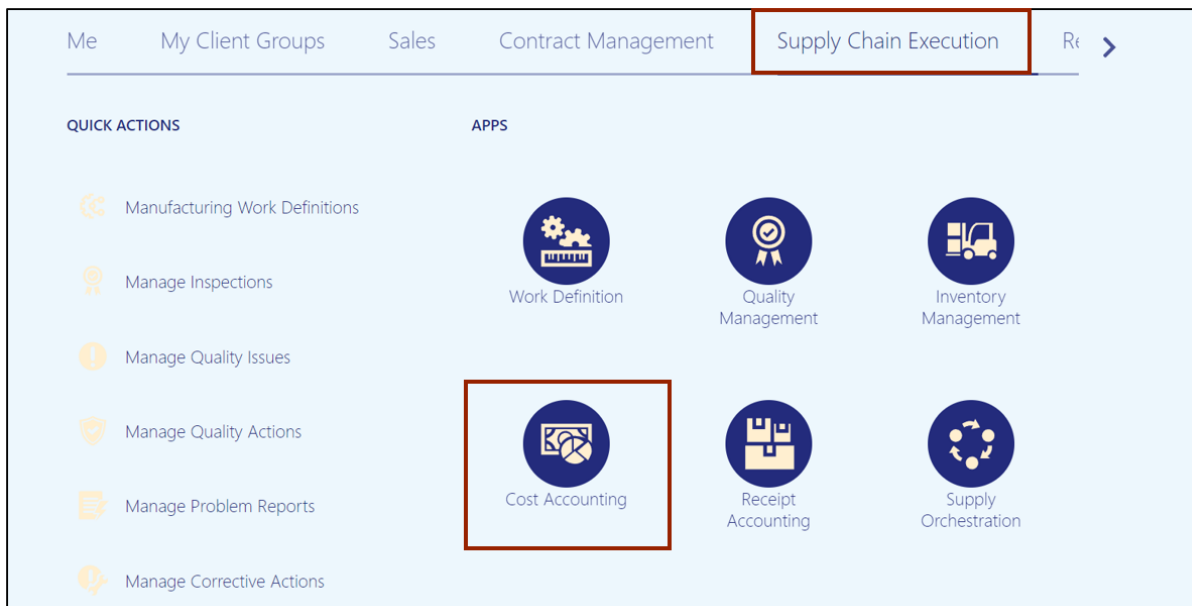 Me My Client Groups Sales Contract Management Supply Chain Execution Re
QUICK ACTIONS
Manufacturing Work Definitions
Manage Inspections
Manage Quality Issues
Manage Quality Actions
Manage Problem Reports
Manage Corrective Actions
APPS
Work Definition
Quality
Management
Inventory
Management
Cost Accounting
Receipt
Accounting
Supply
Orchestration